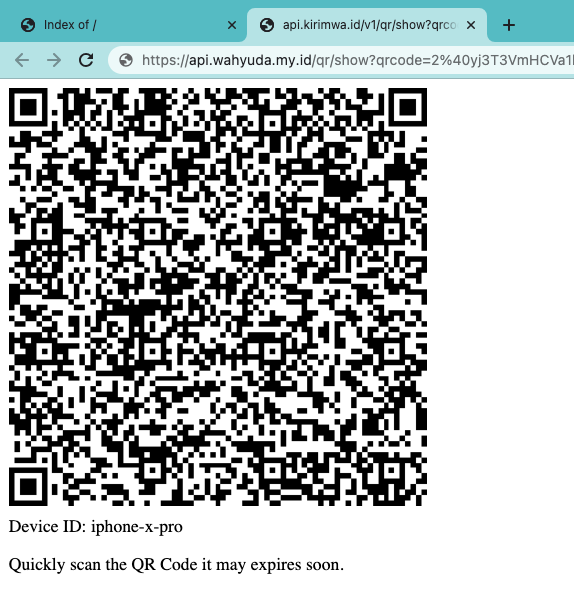 Index of /
api.kirimwa.id/v1/qr/show?qrco
https://api.wahyuda.my.id/qr/show?qrcode=2%40yj3T3VmHCVa1
Device ID: iphone-x-pro
Quickly scan the QR Code it may expires soon.